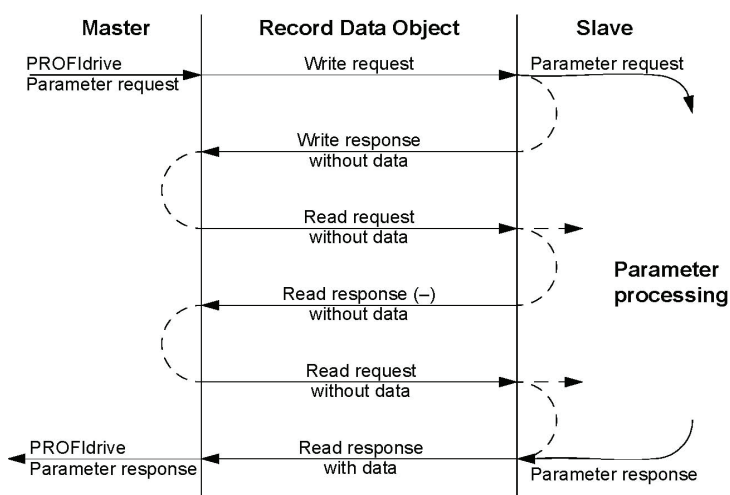 Master Record Data Object Slave
PROFIdrive Write request Parameter request
Parameter request
Write response
without data
Read request
without data
Parameter
processing
Read response (–)
without data
Read request
without data
PROFIdrive Read response
Parameter response with data Parameter response